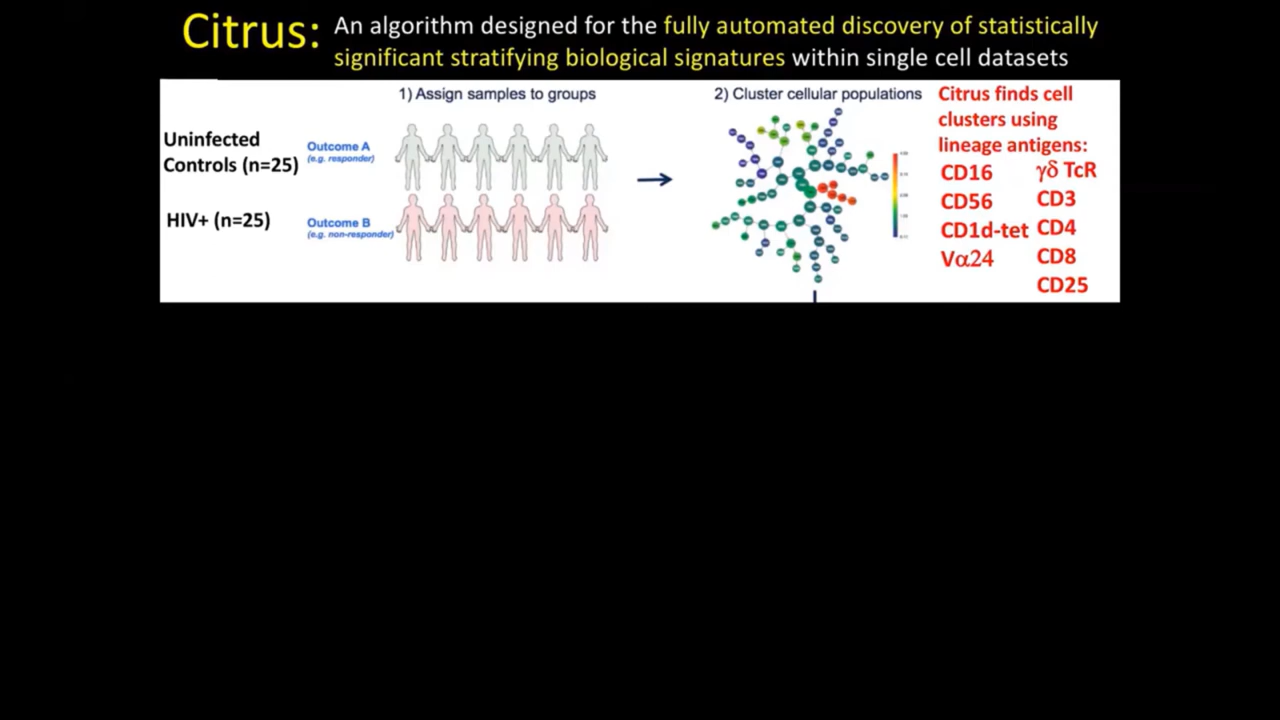 Citrus:
An algorithm designed for the fully automated discovery of statistically
significant stratifying biological signatures within single cell datasets
1) Assign samples to groups
2) Cluster cellular populations
Uninfected
Controls (n=25)
Outcome A
(e.g. responder)
HIV+ (n=25)
Outcome B
(e.g. non-responder)
Citrus finds cell
clusters using
lineage antigens:
CD16
CD56
CD1d-tet
Vα24
γδ TcR
CD3
CD4
CD8
CD25